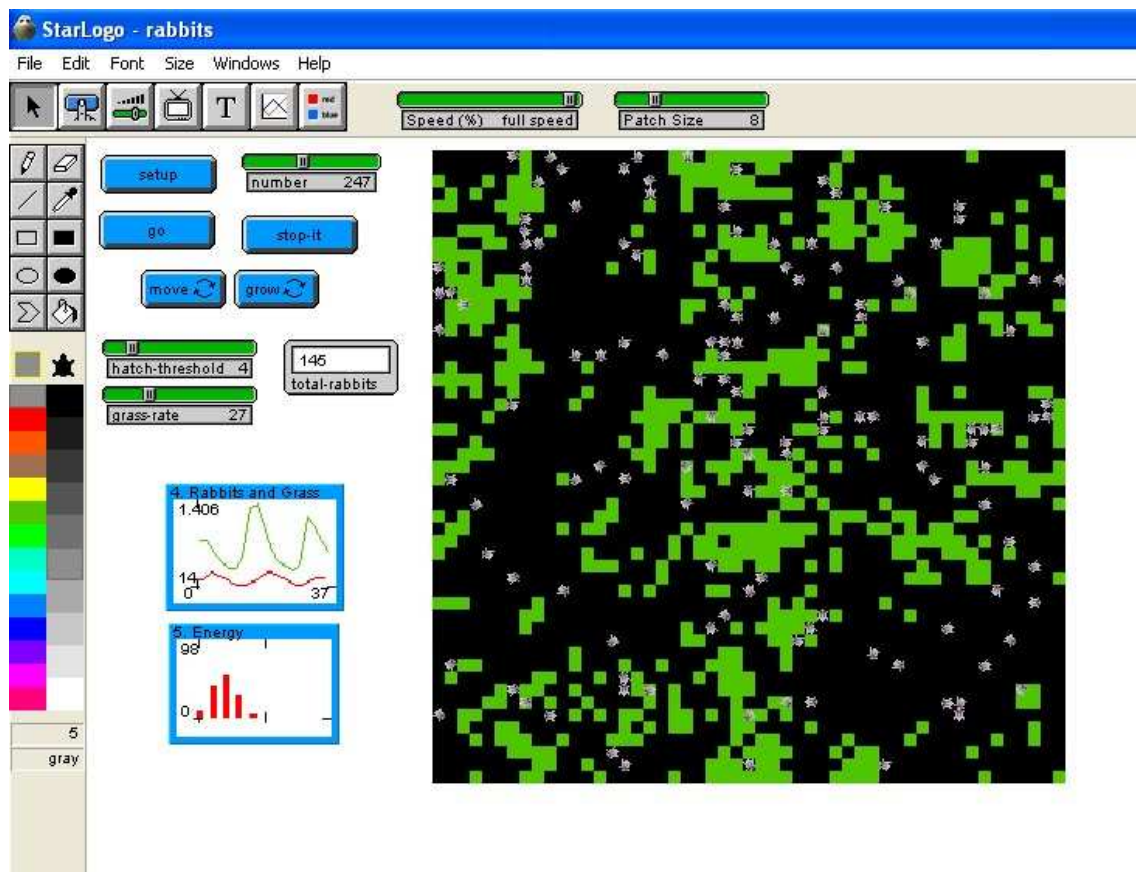 StarLogo - rabbits
File Edit Font Size Windows Help
T
red
blue
Speed (%) full speed
Patch Size 8
setup
number 247
go
stop-it
move
grow
hatch-threshold 4
145
total-rabbits
grass-rate 27
4. Rabbits and Grass
1.406
14
0
37
5. Energy
98
0
5
gray